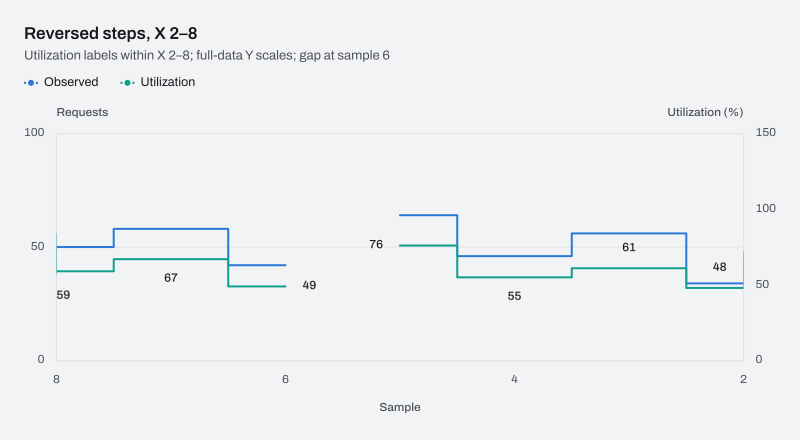 Reversed steps, X 2–8
Utilization labels within X 2–8; full-data Y scales; gap at sample 6
Observed Utilization
Requests Utilization (%)
100 150
100
76 61
50
48
67
49 50
59 55
0 0
8 6 4 2
Sample